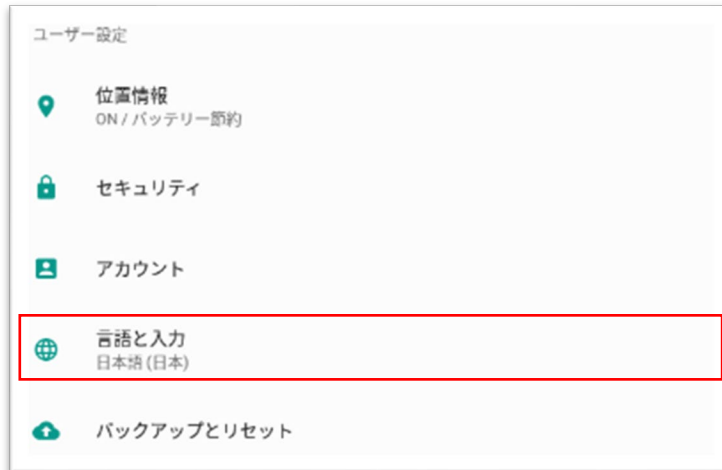 ユーザー設定
位置情報
ON / バッテリー節約
セキュリティ
アカウント
言語と入力
日本語 (日本)
バックアップとリセット